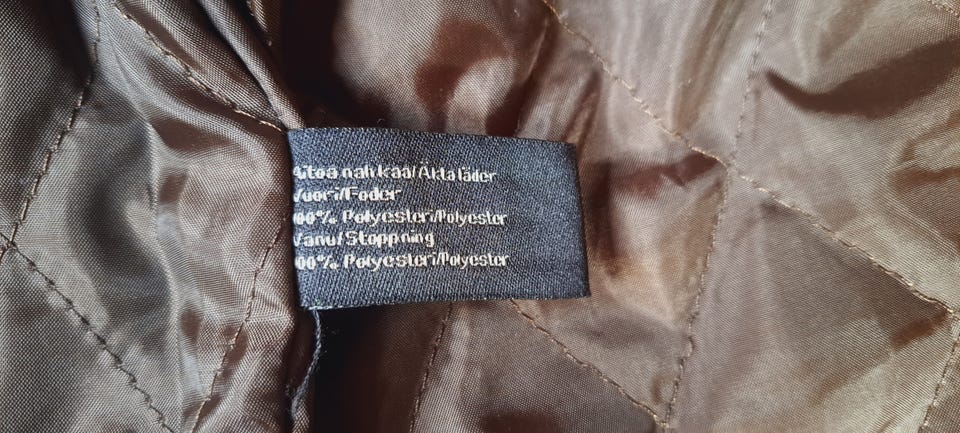 Aitoa nahkaa/Äkta läder
Vuori/Foder
100% Polyesteri/Polyester
Vanu/Stoppning
100% Polyesteri/Polyester